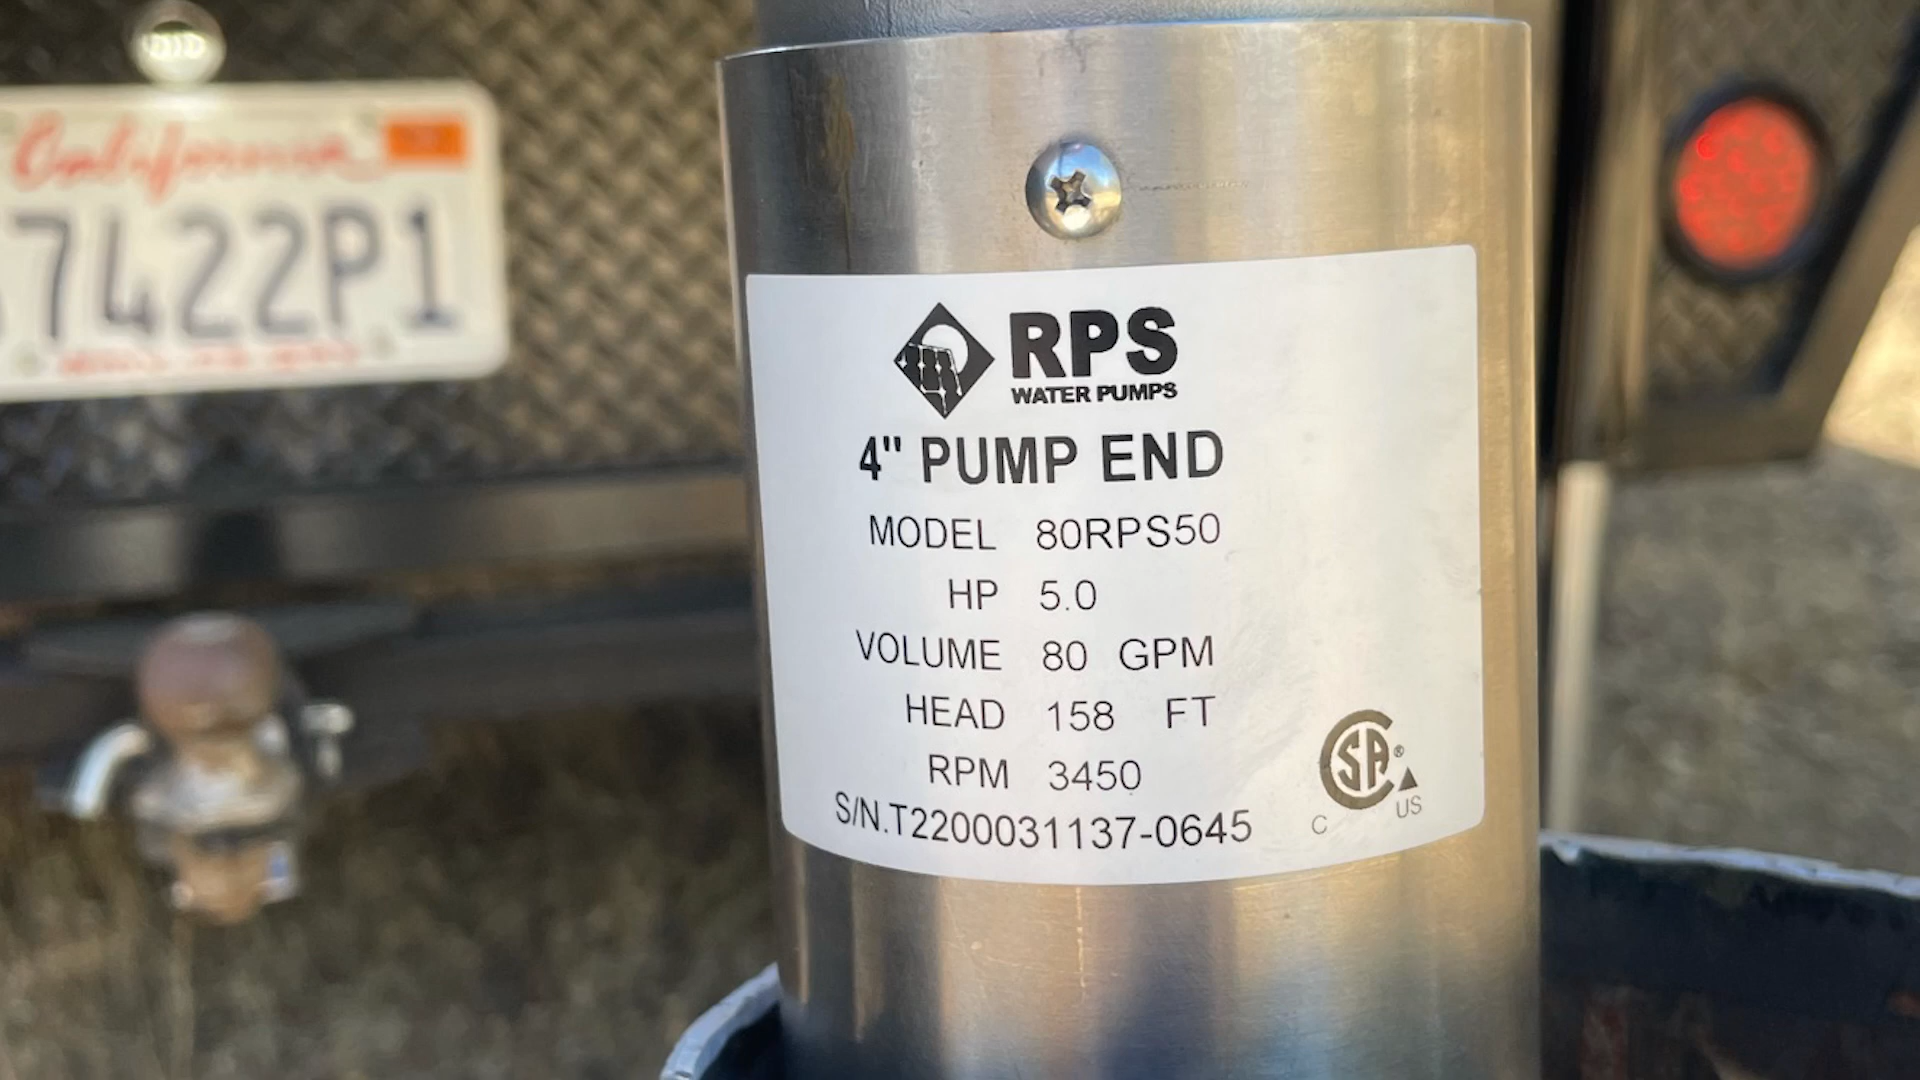 California
7422P1
RPS
WATER PUMPS
4" PUMP END
MODEL 80RPS50
HP 5.0
VOLUME 80 GPM
HEAD 158 FT
RPM 3450
S/N.T2200031137-0645
CSA®
C US